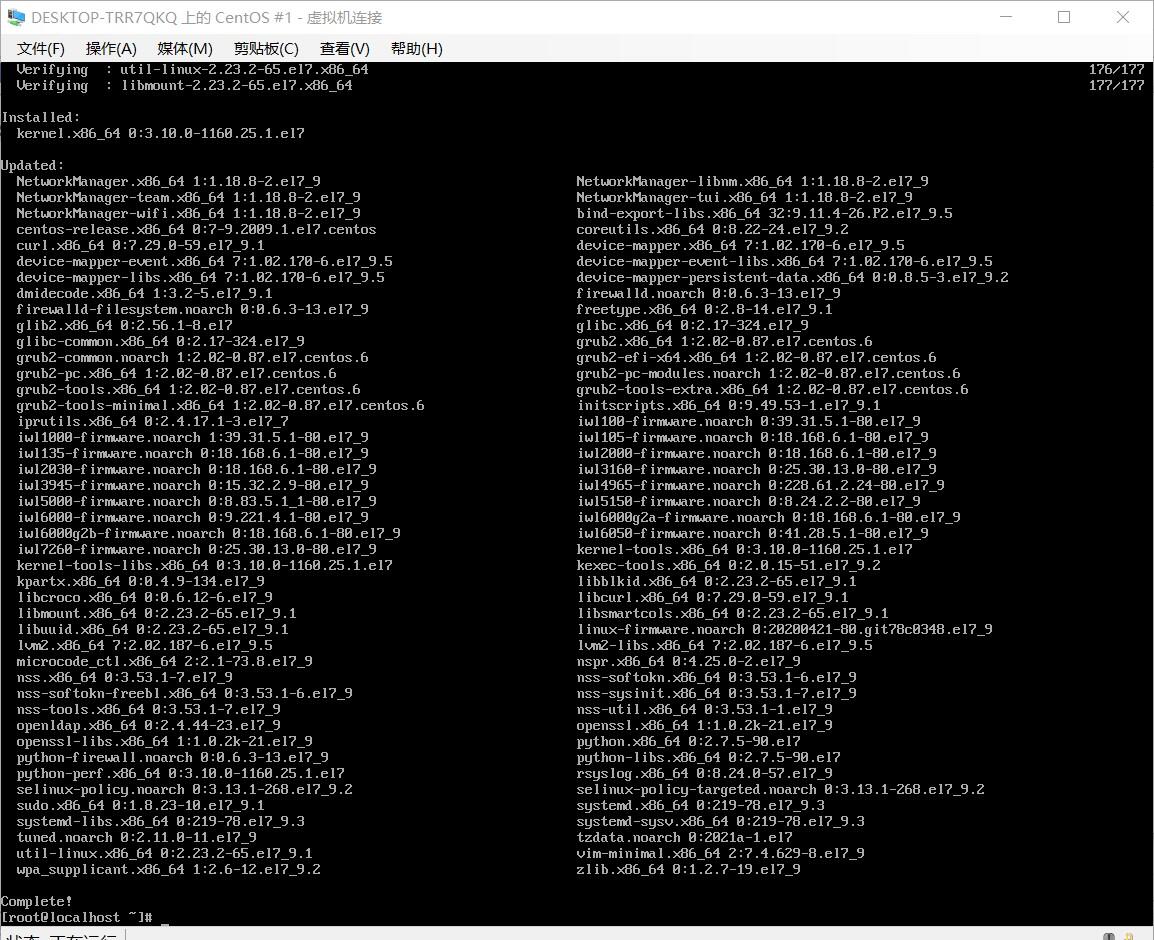 DESKTOP-TRR7QKQ 上的 CentOS #1 - 虚拟机连接
文件(F) 操作(A) 媒体(M) 剪贴板(C) 查看(V) 帮助(H)
Verifying : util-linux-2.23.2-65.el7.x86_64 176/177
Verifying : libmount-2.23.2-65.el7.x86_64 177/177
Installed:
kernel.x86_64 0:3.10.0-1160.25.1.el7
Updated:
NetworkManager.x86_64 1:1.18.8-2.el7_9 NetworkManager-libnm.x86_64 1:1.18.8-2.el7_9
NetworkManager-team.x86_64 1:1.18.8-2.el7_9 NetworkManager-tui.x86_64 1:1.18.8-2.el7_9
NetworkManager-wifi.x86_64 1:1.18.8-2.el7_9 bind-export-libs.x86_64 32:9.11.4-26.P2.el7_9.5
centos-release.x86_64 0:7-9.2009.1.el7.centos coreutils.x86_64 0:8.22-24.el7_9.2
curl.x86_64 0:7.29.0-59.el7_9.1 device-mapper.x86_64 7:1.02.170-6.el7_9.5
device-mapper-event.x86_64 7:1.02.170-6.el7_9.5 device-mapper-event-libs.x86_64 7:1.02.170-6.el7_9.5
device-mapper-libs.x86_64 7:1.02.170-6.el7_9.5 device-mapper-persistent-data.x86_64 0:0.8.5-3.el7_9.2
dmidecode.x86_64 1:3.2-5.el7_9.1 firewalld.noarch 0:0.6.3-13.el7_9
firewalld-filesystem.noarch 0:0.6.3-13.el7_9 freetype.x86_64 0:2.8-14.el7_9.1
glib2.x86_64 0:2.56.1-8.el7 glibc.x86_64 0:2.17-324.el7_9
glibc-common.x86_64 0:2.17-324.el7_9 grub2.x86_64 1:2.02-0.87.el7.centos.6
grub2-common.noarch 1:2.02-0.87.el7.centos.6 grub2-efi-x64.x86_64 1:2.02-0.87.el7.centos.6
grub2-pc.x86_64 1:2.02-0.87.el7.centos.6 grub2-pc-modules.noarch 1:2.02-0.87.el7.centos.6
grub2-tools.x86_64 1:2.02-0.87.el7.centos.6 grub2-tools-extra.x86_64 1:2.02-0.87.el7.centos.6
grub2-tools-minimal.x86_64 1:2.02-0.87.el7.centos.6 initscripts.x86_64 0:9.49.53-1.el7_9.1
iprutils.x86_64 0:2.4.17.1-3.el7_7 iwl100-firmware.noarch 0:39.31.5.1-80.el7_9
iwl1000-firmware.noarch 1:39.31.5.1-80.el7_9 iwl105-firmware.noarch 0:18.168.6.1-80.el7_9
iwl135-firmware.noarch 0:18.168.6.1-80.el7_9 iwl2000-firmware.noarch 0:18.168.6.1-80.el7_9
iwl2030-firmware.noarch 0:18.168.6.1-80.el7_9 iwl3160-firmware.noarch 0:25.30.13.0-80.el7_9
iwl3945-firmware.noarch 0:15.32.2.9-80.el7_9 iwl4965-firmware.noarch 0:228.61.2.24-80.el7_9
iwl5000-firmware.noarch 0:8.83.5.1_1-80.el7_9 iwl5150-firmware.noarch 0:8.24.2.2-80.el7_9
iwl6000-firmware.noarch 0:9.221.4.1-80.el7_9 iwl6000g2a-firmware.noarch 0:18.168.6.1-80.el7_9
iwl6000g2b-firmware.noarch 0:18.168.6.1-80.el7_9 iwl6050-firmware.noarch 0:41.28.5.1-80.el7_9
iwl7260-firmware.noarch 0:25.30.13.0-80.el7_9 kernel-tools.x86_64 0:3.10.0-1160.25.1.el7
kernel-tools-libs.x86_64 0:3.10.0-1160.25.1.el7 kexec-tools.x86_64 0:2.0.15-51.el7_9.2
kpartx.x86_64 0:0.4.9-134.el7_9 libblkid.x86_64 0:2.23.2-65.el7_9.1
libcroco.x86_64 0:0.6.12-6.el7_9 libcurl.x86_64 0:7.29.0-59.el7_9.1
libmount.x86_64 0:2.23.2-65.el7_9.1 libsmartcols.x86_64 0:2.23.2-65.el7_9.1
libuuid.x86_64 0:2.23.2-65.el7_9.1 linux-firmware.noarch 0:20200421-80.git78c0348.el7_9
lvm2.x86_64 7:2.02.187-6.el7_9.5 lvm2-libs.x86_64 7:2.02.187-6.el7_9.5
microcode_ctl.x86_64 2:2.1-73.8.el7_9 nspr.x86_64 0:4.25.0-2.el7_9
nss.x86_64 0:3.53.1-7.el7_9 nss-softokn.x86_64 0:3.53.1-6.el7_9
nss-softokn-freebl.x86_64 0:3.53.1-6.el7_9 nss-sysinit.x86_64 0:3.53.1-7.el7_9
nss-tools.x86_64 0:3.53.1-7.el7_9 nss-util.x86_64 0:3.53.1-1.el7_9
openldap.x86_64 0:2.4.44-23.el7_9 openssl.x86_64 1:1.0.2k-21.el7_9
openssl-libs.x86_64 1:1.0.2k-21.el7_9 python.x86_64 0:2.7.5-90.el7
python-firewall.noarch 0:0.6.3-13.el7_9 python-libs.x86_64 0:2.7.5-90.el7
python-perf.x86_64 0:3.10.0-1160.25.1.el7 rsyslog.x86_64 0:8.24.0-57.el7_9
selinux-policy.noarch 0:3.13.1-268.el7_9.2 selinux-policy-targeted.noarch 0:3.13.1-268.el7_9.2
sudo.x86_64 0:1.8.23-10.el7_9.1 systemd.x86_64 0:219-78.el7_9.3
systemd-libs.x86_64 0:219-78.el7_9.3 systemd-sysv.x86_64 0:219-78.el7_9.3
tuned.noarch 0:2.11.0-11.el7_9 tzdata.noarch 0:2021a-1.el7
util-linux.x86_64 0:2.23.2-65.el7_9.1 vim-minimal.x86_64 2:7.4.629-8.el7_9
wpa_supplicant.x86_64 1:2.6-12.el7_9.2 zlib.x86_64 0:1.2.7-19.el7_9
Complete!
[root@localhost ~]# _
状态: 正在运行